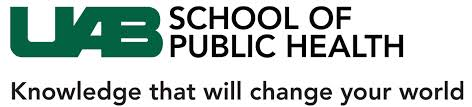 UAB SCHOOL OF
PUBLIC HEALTH
Knowledge that will change your world